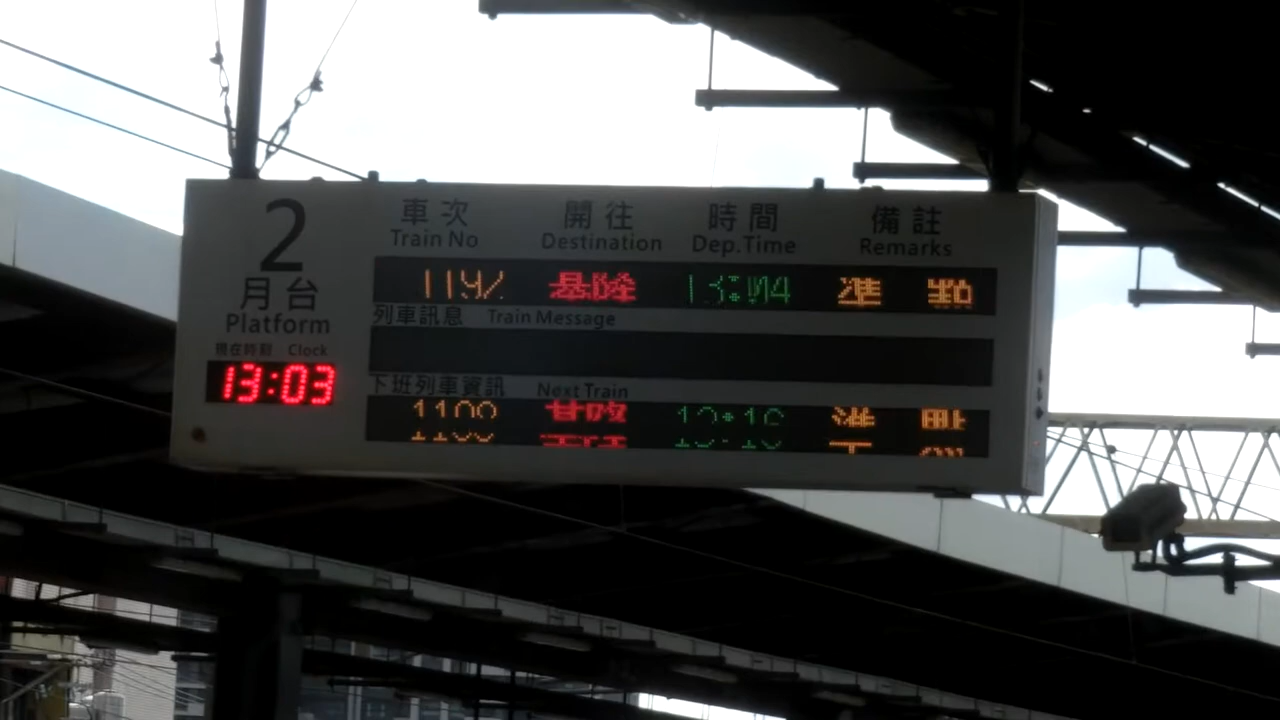 2
月台
Platform
現在時刻 Clock
13:03
車次 開往 時間 備註
Train No Destination Dep.Time Remarks
基隆 13:04 準 點
列車訊息 Train Message
下班列車資訊 Next Train